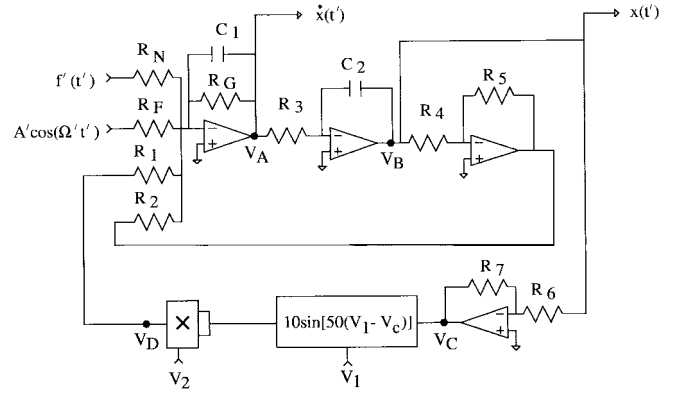 ẋ(t')
x(t')
C 1
R N
f'(t')
R G
C 2
R 3
R 5
R F
R 4
A'cos(Ω't')
V A
V B
R 1
R 2
R 7
R 6
10sin[50(V1- Vc)]
×
V C
V D
V 2
V 1
− +
− +
− +
− +